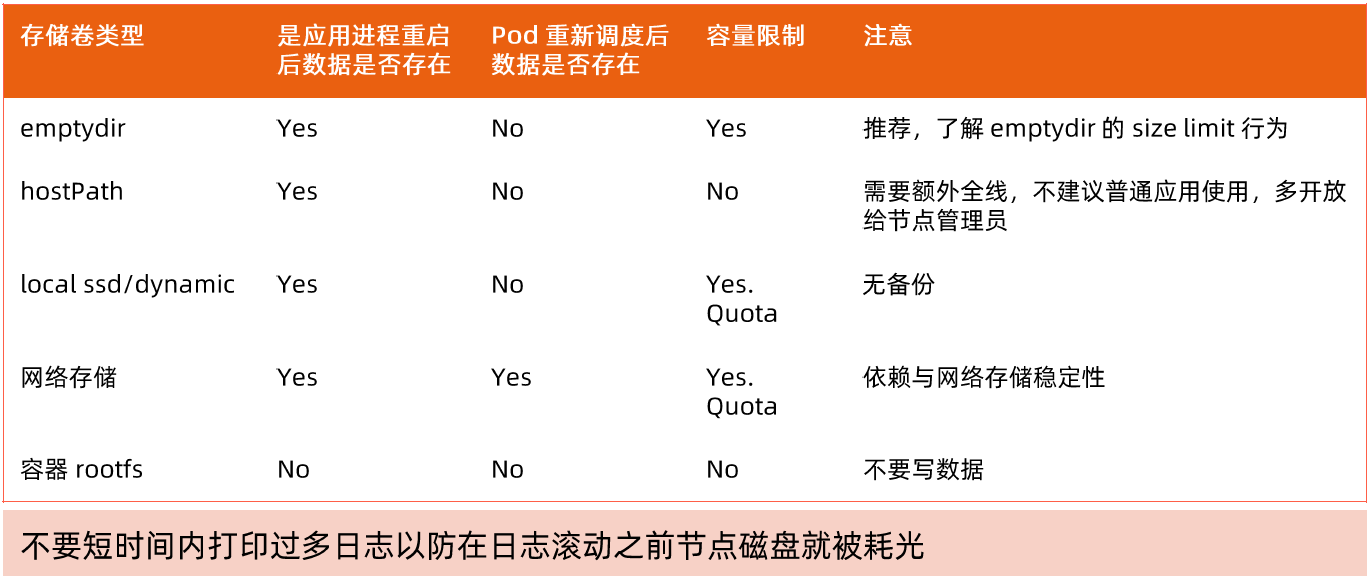 存储卷类型 是应用进程重启 Pod 重新调度后 容量限制 注意
后数据是否存在 数据是否存在
emptydir Yes No Yes 推荐，了解 emptydir 的 size limit 行为
hostPath Yes No No 需要额外全线，不建议普通应用使用，多开放
给节点管理员
local ssd/dynamic Yes No Yes. 无备份
Quota
网络存储 Yes Yes Yes. 依赖与网络存储稳定性
Quota
容器 rootfs No No No 不要写数据
不要短时间内打印过多日志以防在日志滚动之前节点磁盘就被耗光